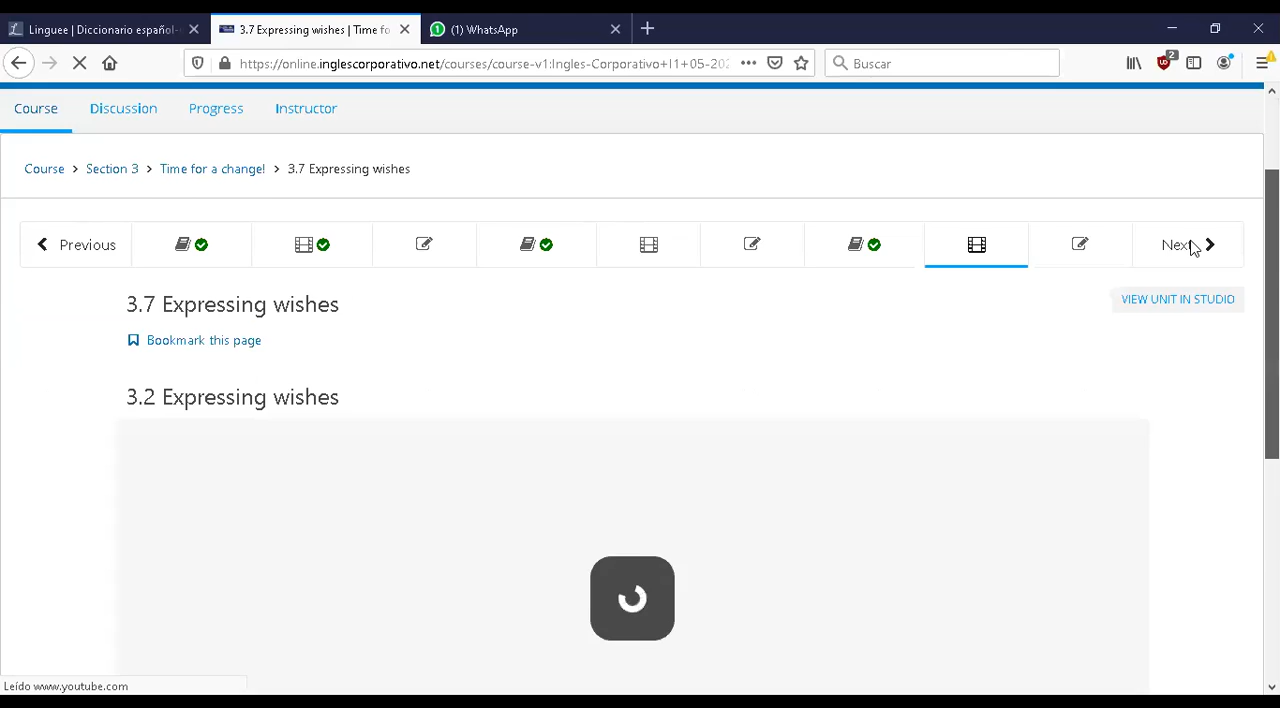 Linguee | Diccionario español-
3.7 Expressing wishes | Time fo
(1) WhatsApp
https://online.inglescorporativo.net/courses/course-v1:Ingles-Corporativo+I1+05-202
Buscar
2
Course
Discussion
Progress
Instructor
Course > Section 3 > Time for a change! > 3.7 Expressing wishes
Previous
Next
3.7 Expressing wishes
VIEW UNIT IN STUDIO
Bookmark this page
3.2 Expressing wishes
Leído www.youtube.com